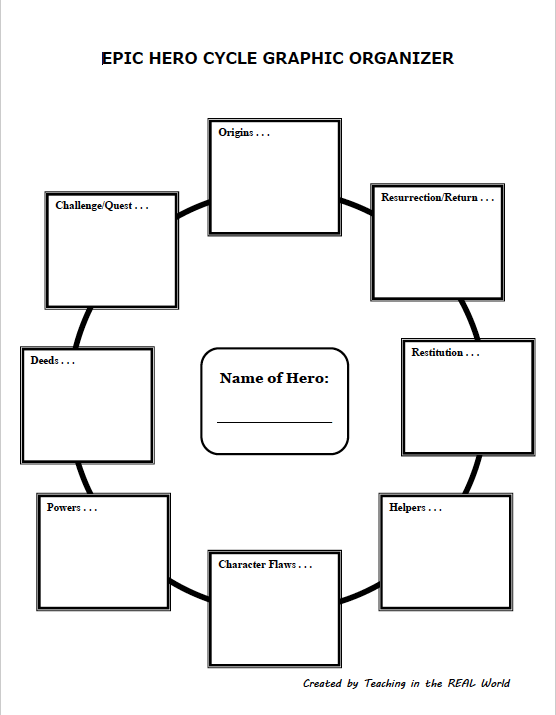 EPIC HERO CYCLE GRAPHIC ORGANIZER
Origins . . .
Challenge/Quest . . .
Resurrection/Return . . .
Deeds . . .
Name of Hero:
Restitution . . .
Powers . . .
Helpers . . .
Character Flaws . . .
Created by Teaching in the REAL World